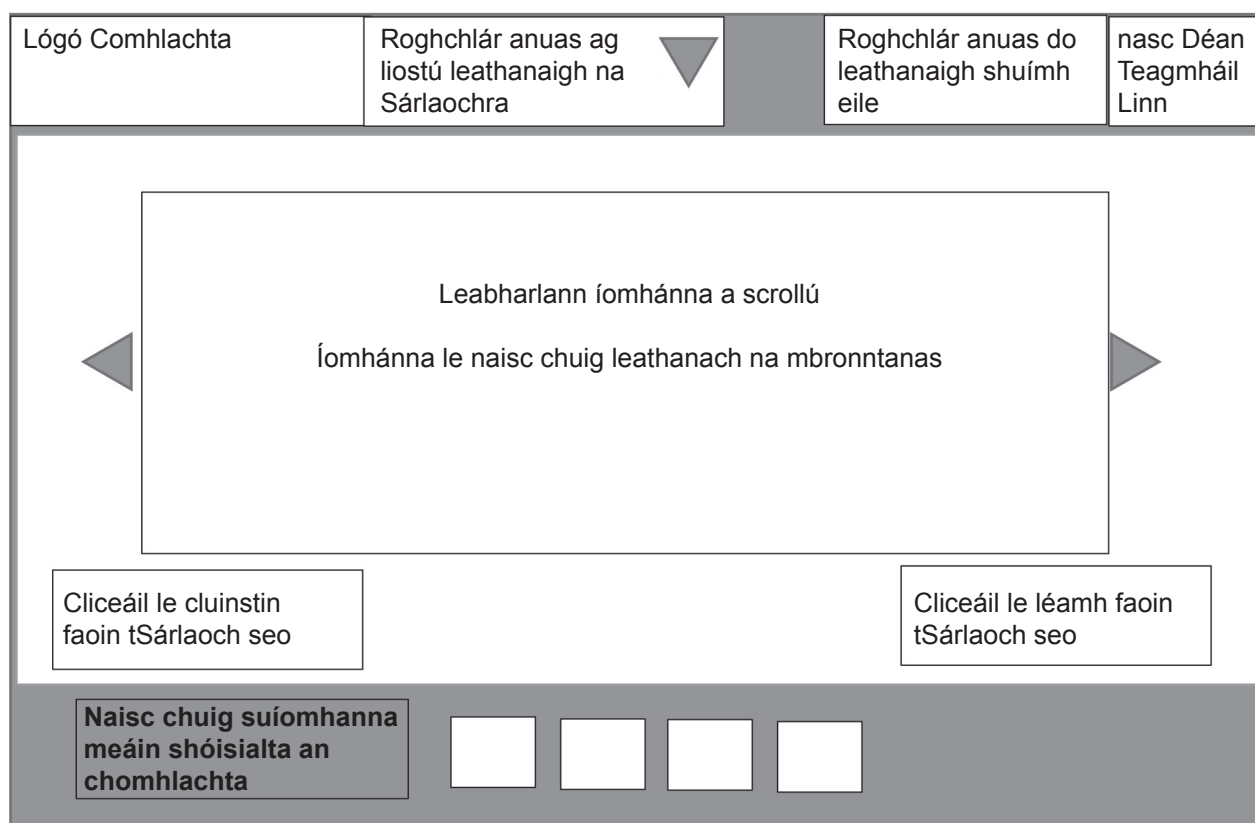 Lógó Comhlachta
Roghchlár anuas ag
liostú leathanaigh na
Sárlaochra
Roghchlár anuas do
leathanaigh shuímh
eile
nasc Déan
Teagmháil
Linn
Leabharlann íomhánna a scrollú
Íomhánna le naisc chuig leathanach na mbronntanas
Cliceáil le cluinstin
faoin tSárlaoch seo
Cliceáil le léamh faoin
tSárlaoch seo
Naisc chuig suíomhanna
meáin shóisialta an
chomhlachta